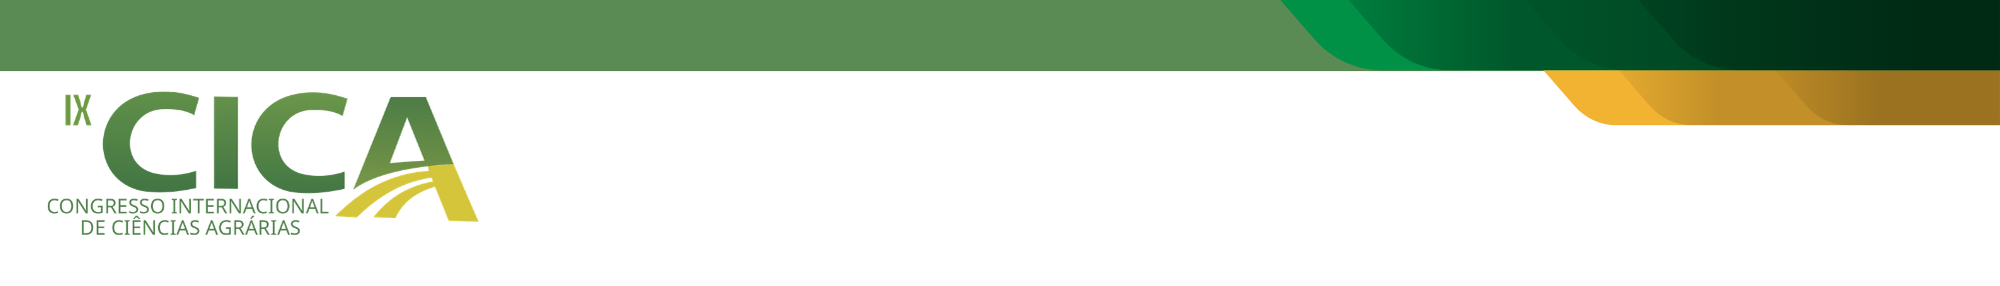 IX CICA
CONGRESSO INTERNACIONAL
DE CIÊNCIAS AGRÁRIAS